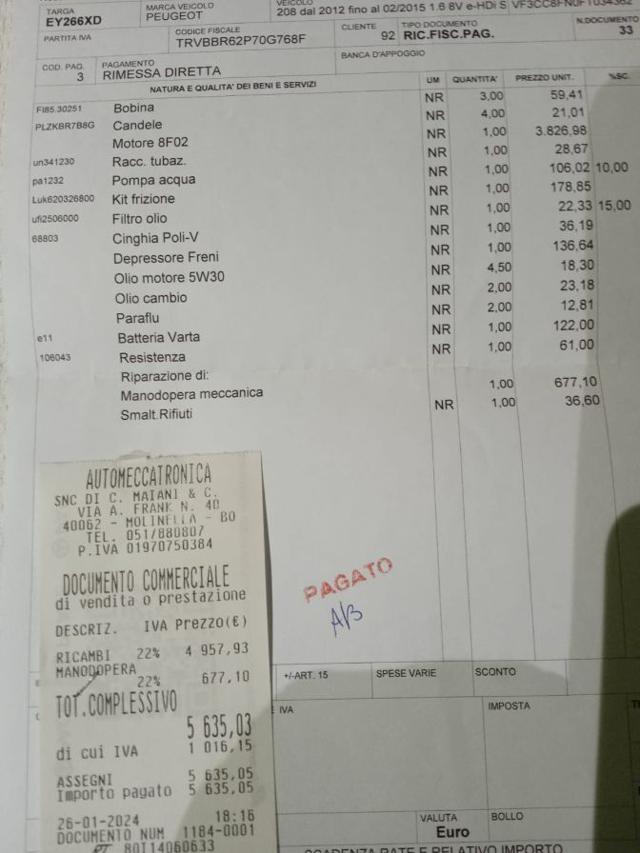 TARGA MARCA VEICOLO VEICOLO
EY266XD PEUGEOT 208 dal 2012 fino al 02/2015 1.6 8V e-HDi S
PARTITA IVA CODICE FISCALE CLIENTE TIPO DOCUMENTO N.DOCUMENTO
TRVBBR62P70G768F 92 RIC.FISC.PAG. 33
COD. PAG. PAGAMENTO BANCA D'APPOGGIO
3 RIMESSA DIRETTA
NATURA E QUALITA' DEI BENI E SERVIZI UM QUANTITA' PREZZO UNIT. %SC.
FI85.30251 Bobina NR 3,00 59,41
PLZKBR7B8G Candele NR 4,00 21,01
Motore 8F02 NR 1,00 3.826,98
un341230 Racc. tubaz. NR 1,00 28,67
pa1232 Pompa acqua NR 1,00 106,02 10,00
Luk620326800 Kit frizione NR 1,00 178,85
ufi2506000 Filtro olio NR 1,00 22,33 15,00
68803 Cinghia Poli-V NR 1,00 36,19
Depressore Freni NR 1,00 136,64
Olio motore 5W30 NR 4,50 18,30
Olio cambio NR 2,00 23,18
Paraflu NR 2,00 12,81
e11 Batteria Varta NR 1,00 122,00
106043 Resistenza NR 1,00 61,00
Riparazione di:
Manodopera meccanica 1,00 677,10
Smalt.Rifiuti NR 1,00 36,60
AUTOMECCATRONICA
SNC DI C. MAIANI & C.
VIA A. FRANK N. 40
40062 - MOLINELLA - BO
TEL. 051/880807
P.IVA 01970750384
DOCUMENTO COMMERCIALE
di vendita o prestazione
DESCRIZ. IVA Prezzo(€)
RICAMBI 22% 4 957,93
MANODOPERA
22% 677,10
TOT.COMPLESSIVO
5 635,03
di cui IVA 1 016,15
ASSEGNI 5 635,05
Importo pagato 5 635,05
26-01-2024 18:16
DOCUMENTO NUM 1184-0001
RT 80I14060633
PAGATO
A/B
+/-ART. 15 SPESE VARIE SCONTO
IVA IMPOSTA
VALUTA BOLLO
Euro
SCADENZA RATE E RELATIVO IMPORTO